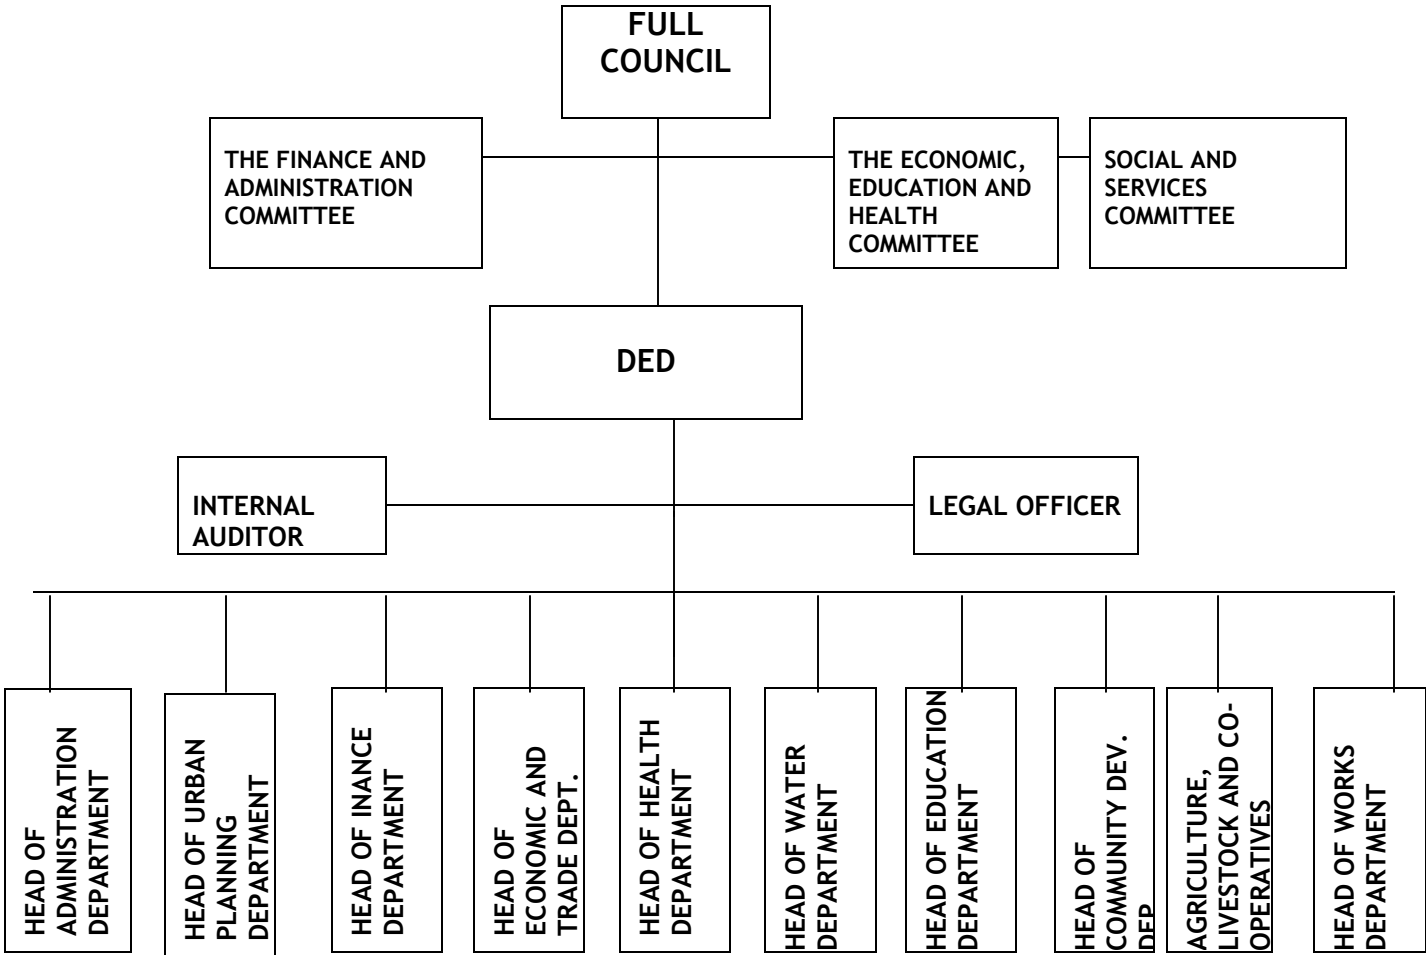 FULL
COUNCIL
THE FINANCE AND
ADMINISTRATION
COMMITTEE
THE ECONOMIC,
EDUCATION AND
HEALTH
COMMITTEE
SOCIAL AND
SERVICES
COMMITTEE
DED
INTERNAL
AUDITOR
LEGAL OFFICER
HEAD OF
ADMINISTRATION
DEPARTMENT
HEAD OF URBAN
PLANNING
DEPARTMENT
HEAD OF INANCE
DEPARTMENT
HEAD OF
ECONOMIC AND
TRADE DEPT.
HEAD OF HEALTH
DEPARTMENT
HEAD OF WATER
DEPARTMENT
HEAD OF EDUCATION
DEPARTMENT
HEAD OF
COMMUNITY DEV.
DEP
AGRICULTURE,
LIVESTOCK AND CO-
OPERATIVES
HEAD OF WORKS
DEPARTMENT